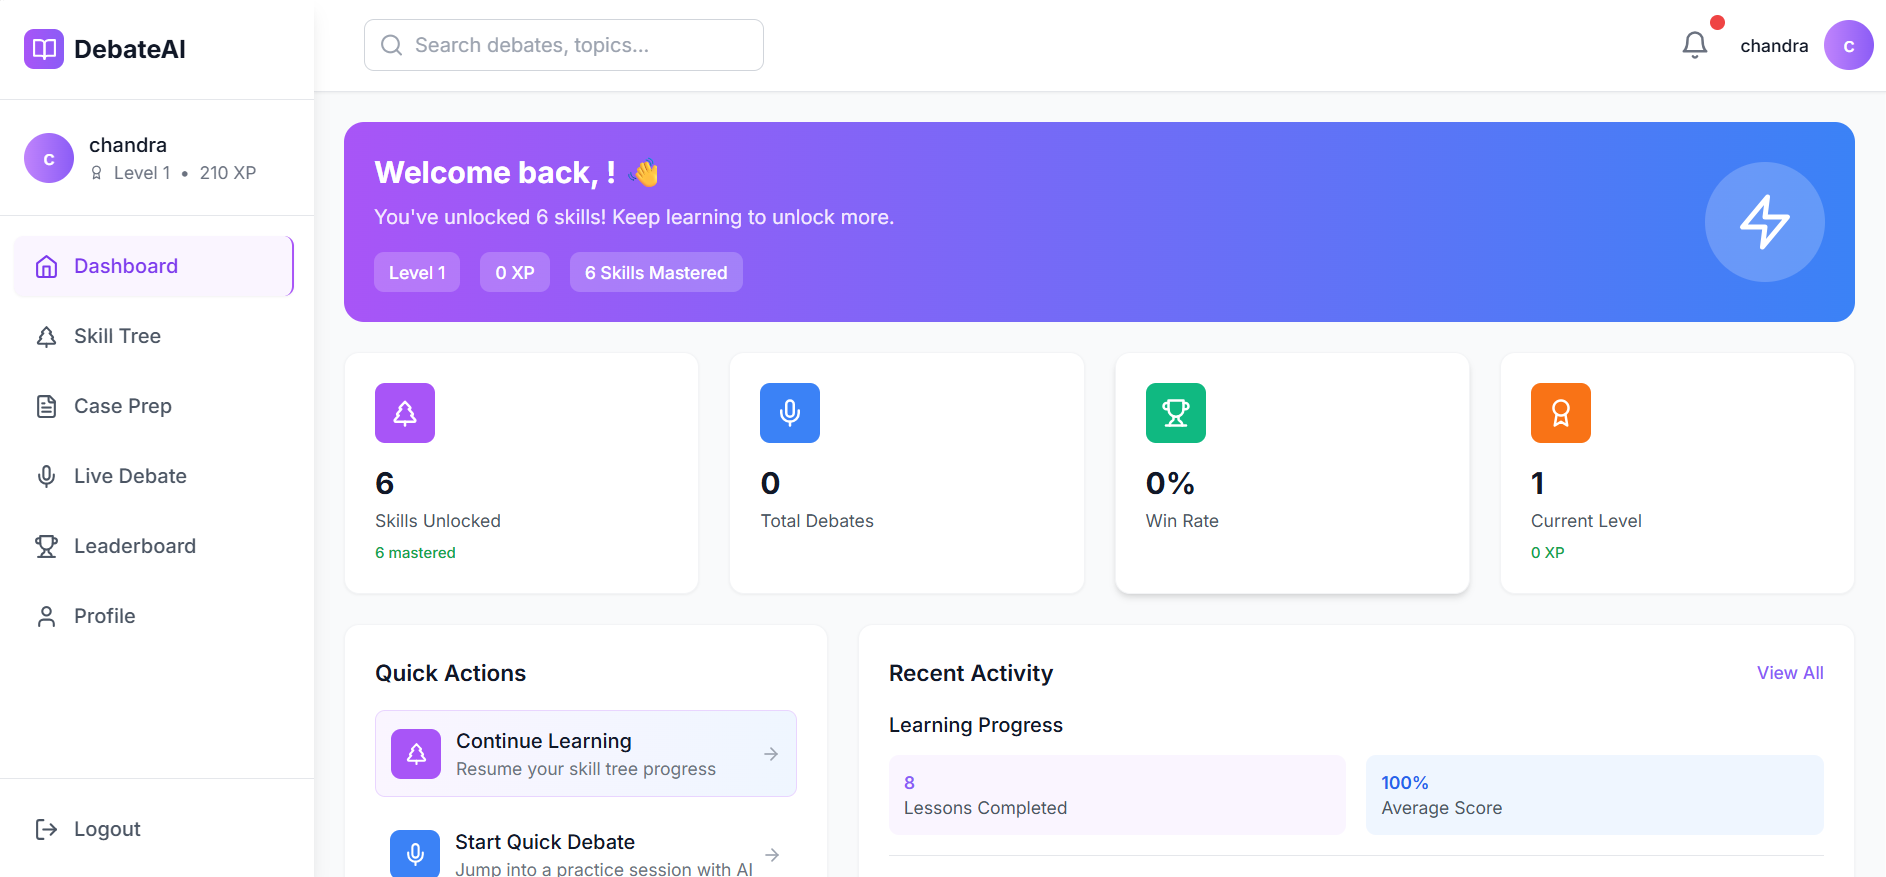 DebateAI
Search debates, topics...
chandra
c
c
chandra
Level 1 • 210 XP
Dashboard
Skill Tree
Case Prep
Live Debate
Leaderboard
Profile
Logout
Welcome back, ! 👋
You've unlocked 6 skills! Keep learning to unlock more.
Level 1
0 XP
6 Skills Mastered
6
Skills Unlocked
6 mastered
0
Total Debates
0%
Win Rate
1
Current Level
0 XP
Quick Actions
Continue Learning
Resume your skill tree progress
Start Quick Debate
Jump into a practice session with AI
Recent Activity
View All
Learning Progress
8
Lessons Completed
100%
Average Score